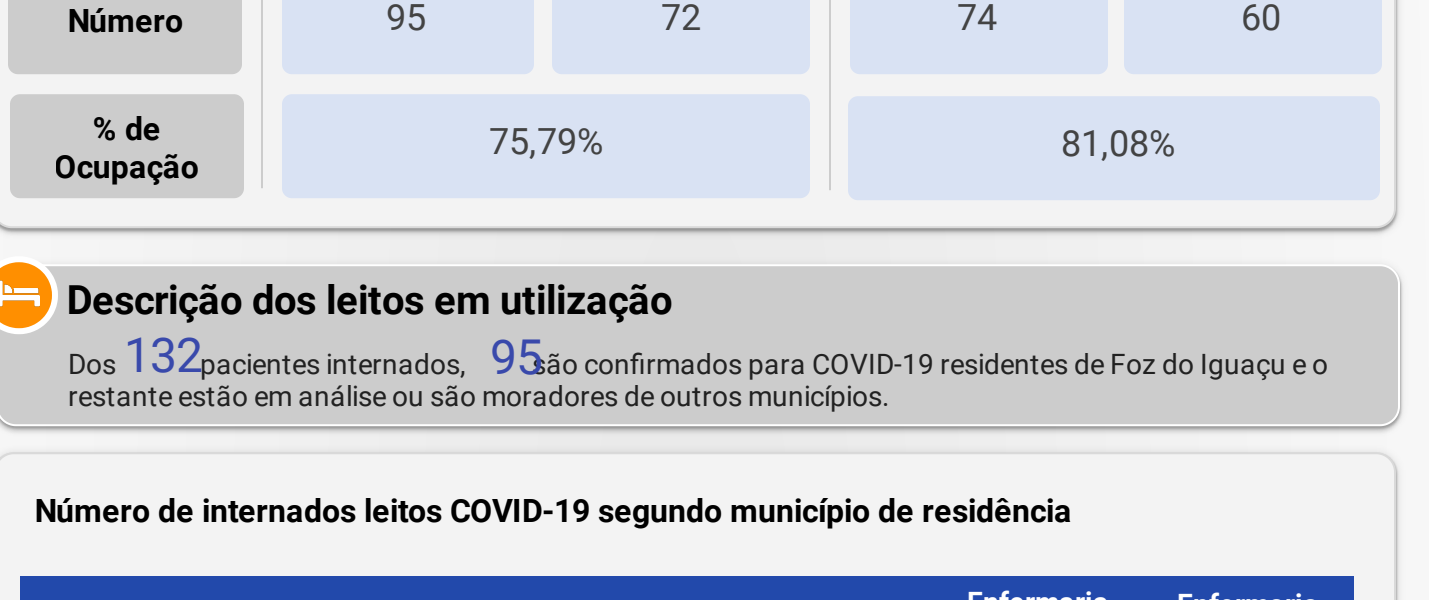 Número 95 72 74 60
% de
Ocupação 75,79% 81,08%
Descrição dos leitos em utilização
Dos 132 pacientes internados, 95 são confirmados para COVID-19 residentes de Foz do Iguaçu e o
restante estão em análise ou são moradores de outros municípios.
Número de internados leitos COVID-19 segundo município de residência
Enfermaria Enfermaria